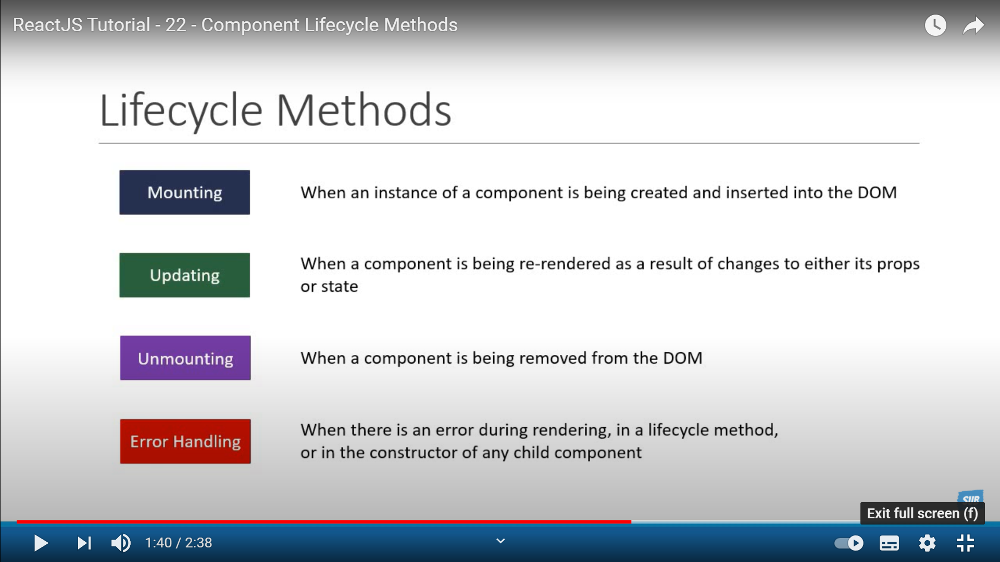 ReactJS Tutorial - 22 - Component Lifecycle Methods
Lifecycle Methods
Mounting
When an instance of a component is being created and inserted into the DOM
Updating
When a component is being re-rendered as a result of changes to either its props
or state
Unmounting
When a component is being removed from the DOM
Error Handling
When there is an error during rendering, in a lifecycle method,
or in the constructor of any child component
SUB
Exit full screen (f)
1:40 / 2:38